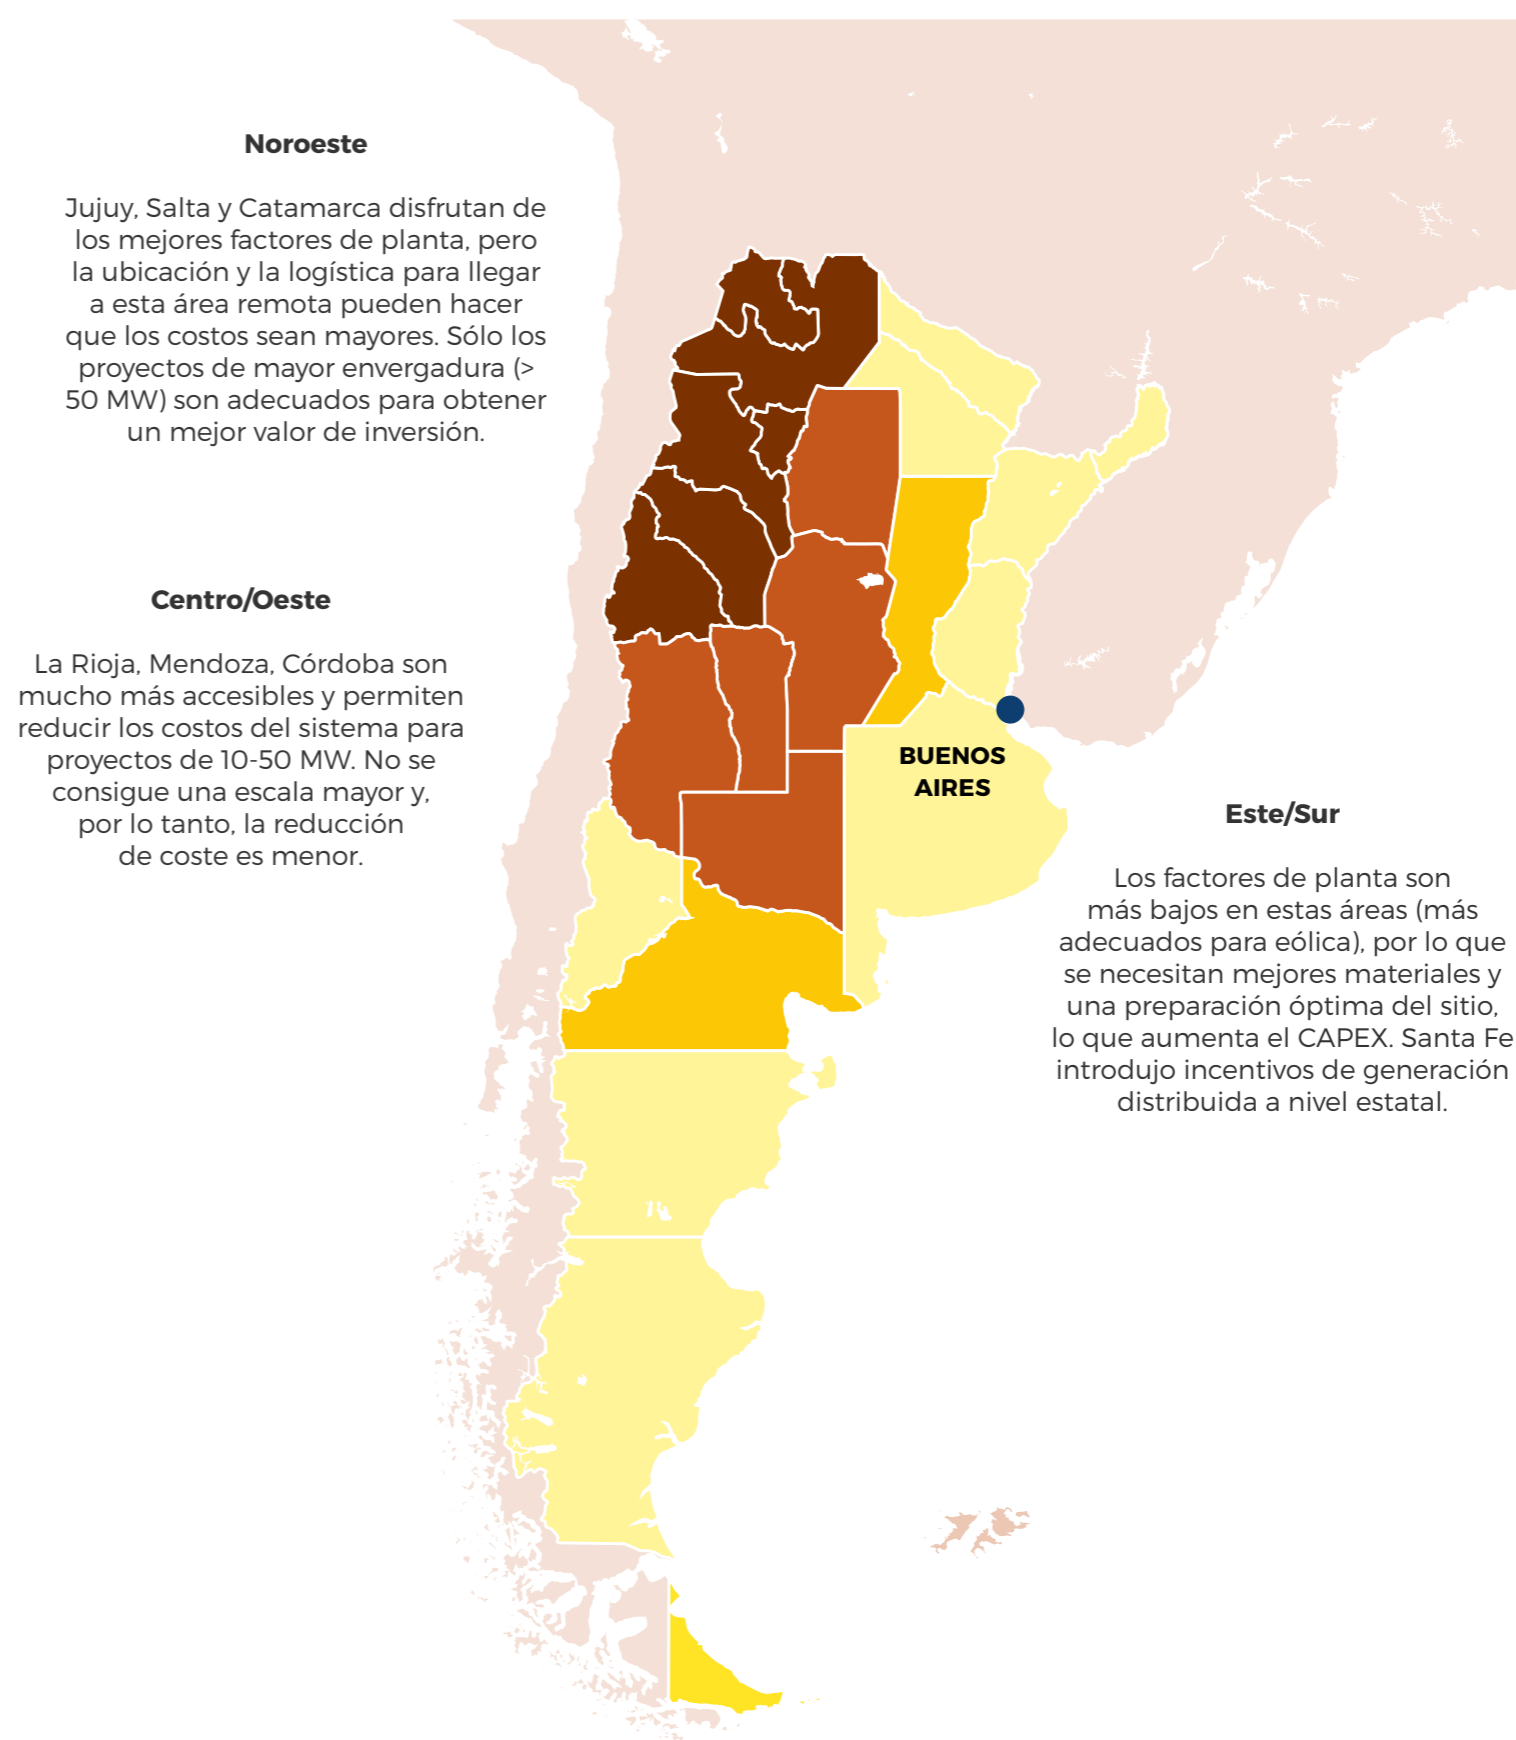 Noroeste
Jujuy, Salta y Catamarca disfrutan de
los mejores factores de planta, pero
la ubicación y la logística para llegar
a esta área remota pueden hacer
que los costos sean mayores. Sólo los
proyectos de mayor envergadura (>
50 MW) son adecuados para obtener
un mejor valor de inversión.
Centro/Oeste
La Rioja, Mendoza, Córdoba son
mucho más accesibles y permiten
reducir los costos del sistema para
proyectos de 10-50 MW. No se
consigue una escala mayor y,
por lo tanto, la reducción
de coste es menor.
BUENOS
AIRES
Este/Sur
Los factores de planta son
más bajos en estas áreas (más
adecuados para eólica), por lo que
se necesitan mejores materiales y
una preparación óptima del sitio,
lo que aumenta el CAPEX. Santa Fe
introdujo incentivos de generación
distribuida a nivel estatal.